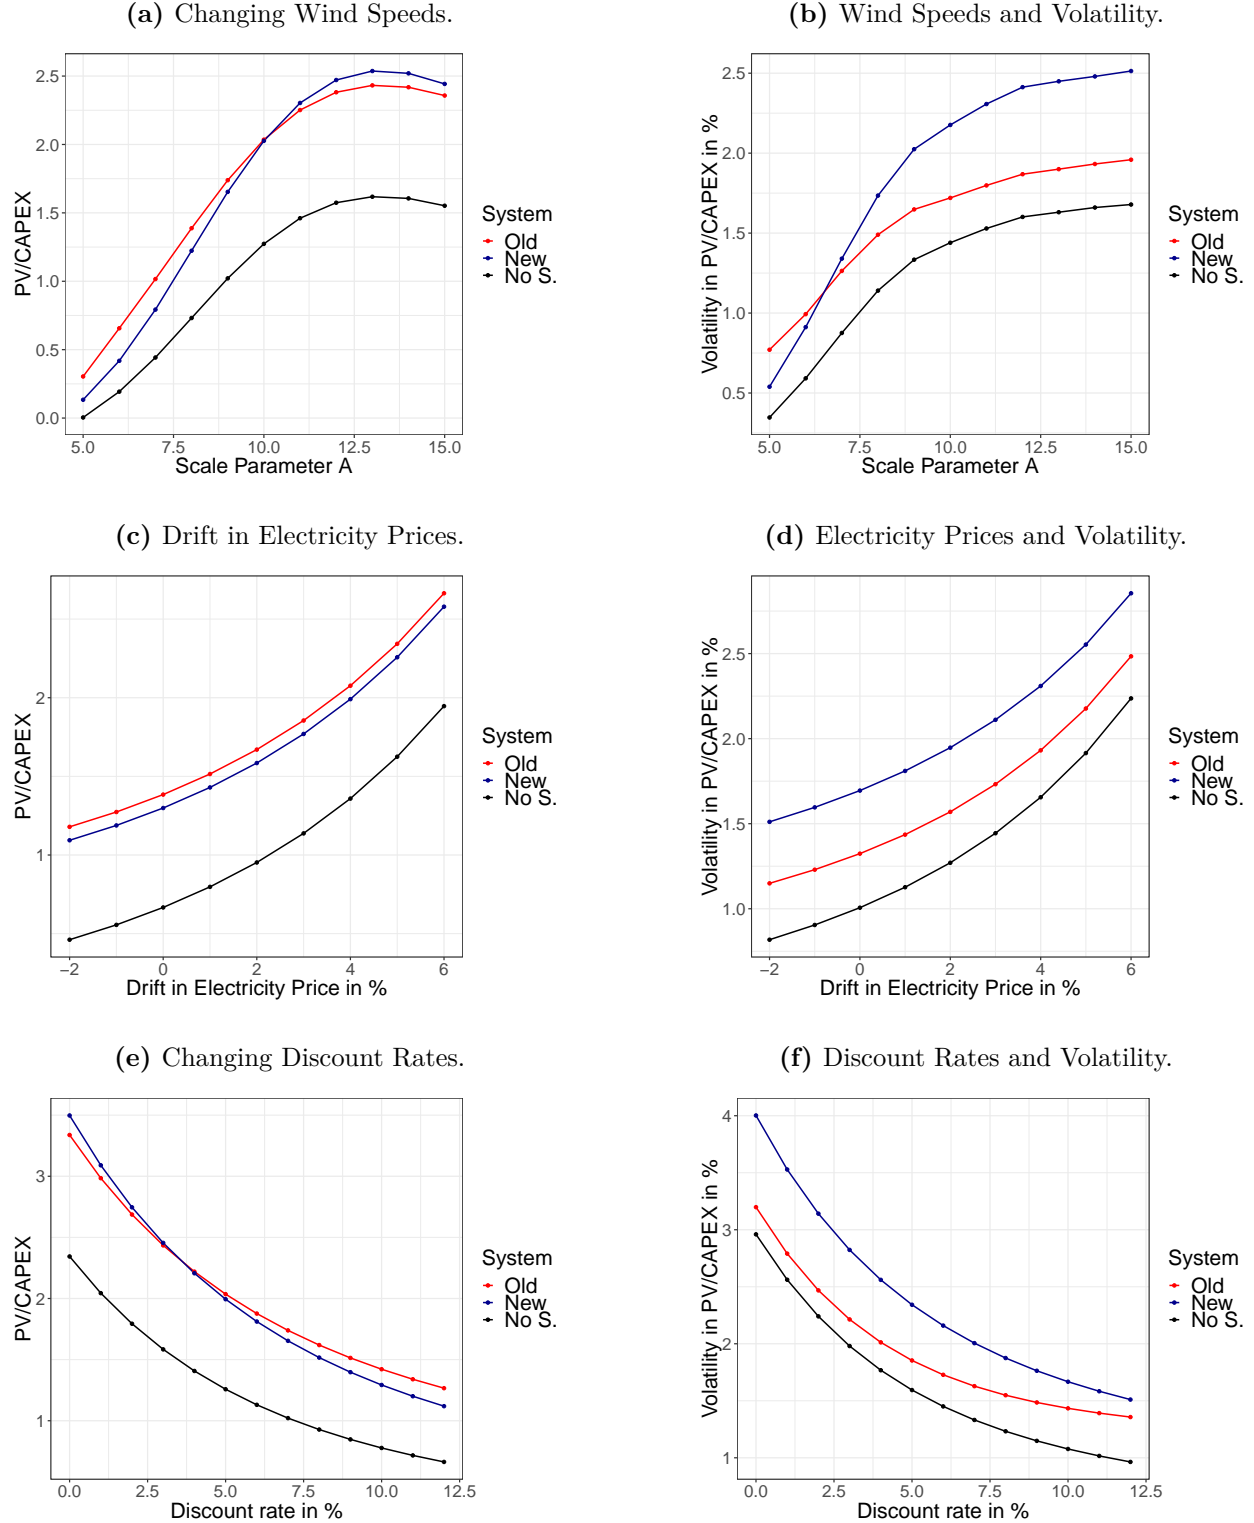 (a) Changing Wind Speeds.
PV/CAPEX
2.5
2.0
1.5
1.0
0.5
0.0
5.0 7.5 10.0 12.5 15.0
Scale Parameter A
System
Old
New
No S.
(b) Wind Speeds and Volatility.
Volatility in PV/CAPEX in %
2.5
2.0
1.5
1.0
0.5
5.0 7.5 10.0 12.5 15.0
Scale Parameter A
System
Old
New
No S.
(c) Drift in Electricity Prices.
PV/CAPEX
2
1
−2 0 2 4 6
Drift in Electricity Price in %
System
Old
New
No S.
(d) Electricity Prices and Volatility.
Volatility in PV/CAPEX in %
2.5
2.0
1.5
1.0
−2 0 2 4 6
Drift in Electricity Price in %
System
Old
New
No S.
(e) Changing Discount Rates.
PV/CAPEX
3
2
1
0.0 2.5 5.0 7.5 10.0 12.5
Discount rate in %
System
Old
New
No S.
(f) Discount Rates and Volatility.
Volatility in PV/CAPEX in %
4
3
2
1
0.0 2.5 5.0 7.5 10.0 12.5
Discount rate in %
System
Old
New
No S.